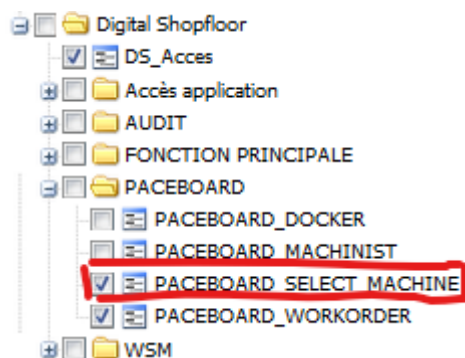 Digital Shopfloor
DS_Acces
Accès application
AUDIT
FONCTION PRINCIPALE
PACEBOARD
PACEBOARD_DOCKER
PACEBOARD_MACHINIST
PACEBOARD_SELECT_MACHINE
PACEBOARD_WORKORDER
WSM